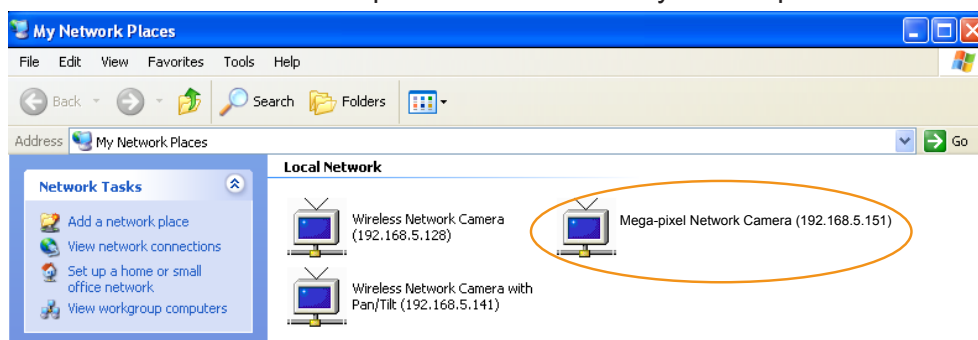 My Network Places
File Edit View Favorites Tools Help
Back Search Folders
Address My Network Places Go
Local Network
Network Tasks
Add a network place
View network connections
Set up a home or small
office network
View workgroup computers
Wireless Network Camera
(192.168.5.128)
Mega-pixel Network Camera (192.168.5.151)
Wireless Network Camera with
Pan/Tilt (192.168.5.141)